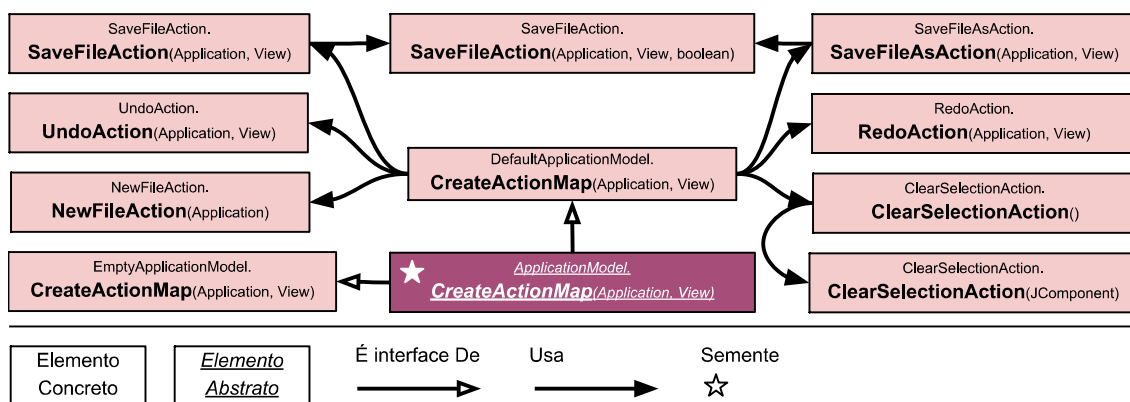 SaveFileAction.
SaveFileAction(Application, View)
SaveFileAction.
SaveFileAction(Application, View, boolean)
SaveFileAsAction.
SaveFileAsAction(Application, View)
UndoAction.
UndoAction(Application, View)
RedoAction.
RedoAction(Application, View)
DefaultApplicationModel.
CreateActionMap(Application, View)
NewFileAction.
NewFileAction(Application)
ClearSelectionAction.
ClearSelectionAction()
EmptyApplicationModel.
CreateActionMap(Application, View)
ApplicationModel.
CreateActionMap(Application, View)
ClearSelectionAction.
ClearSelectionAction(JComponent)
Elemento
Concreto
Elemento
Abstrato
É interface De
Usa
Semente